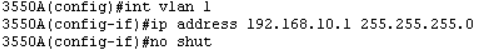 3550A(config)#int vlan 1
3550A(config-if)#ip address 192.168.10.1 255.255.255.0
3550A(config-if)#no shut